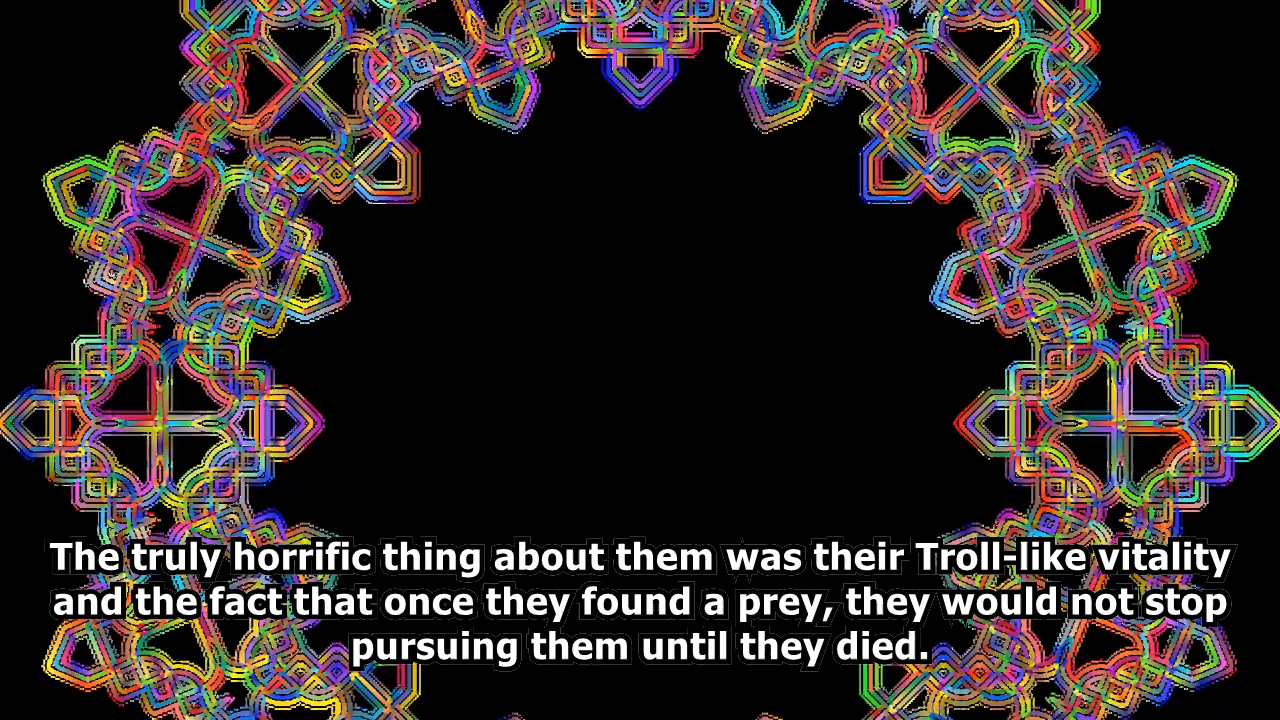 The truly horrific thing about them was their Troll-like vitality
and the fact that once they found a prey, they would not stop
pursuing them until they died.